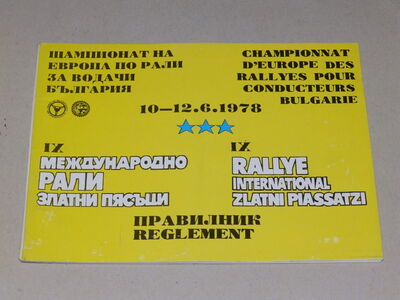 ШАМПИОНАТ НА
ЕВРОПА ПО РАЛИ
ЗА ВОДАЧИ
БЪЛГАРИЯ
CHAMPIONNAT
D'EUROPE DES
RALLYES POUR
CONDUCTEURS
BULGARIE
10–12.6.1978
IX
МЕЖДУНАРОДНО
РАЛИ
ЗЛАТНИ ПЯСЪЦИ
IX
RALLYE
INTERNATIONAL
ZLATNI PIASSATZI
ПРАВИЛНИК
REGLEMENT